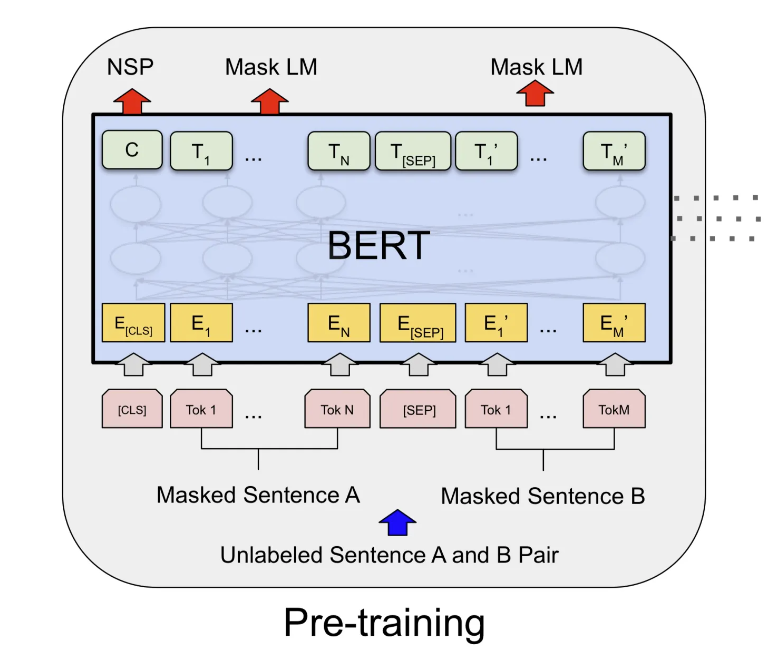 NSP Mask LM Mask LM
C T1 ... TN T[SEP] T1’ ... TM’
...
BERT
...
E[CLS] E1 ... EN E[SEP] E1’ ... EM’
[CLS] Tok 1 ... Tok N [SEP] Tok 1 ... TokM
Masked Sentence A Masked Sentence B
Unlabeled Sentence A and B Pair
Pre-training